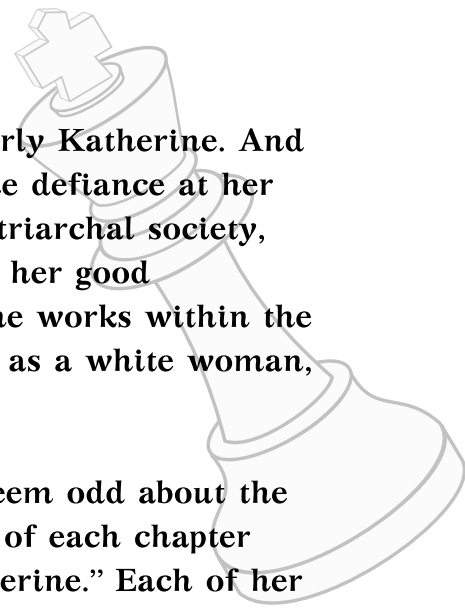 rly Katherine. And
e defiance at her
triarchal society,
her good
ne works within the
as a white woman,
eem odd about the
of each chapter
erine.” Each of her